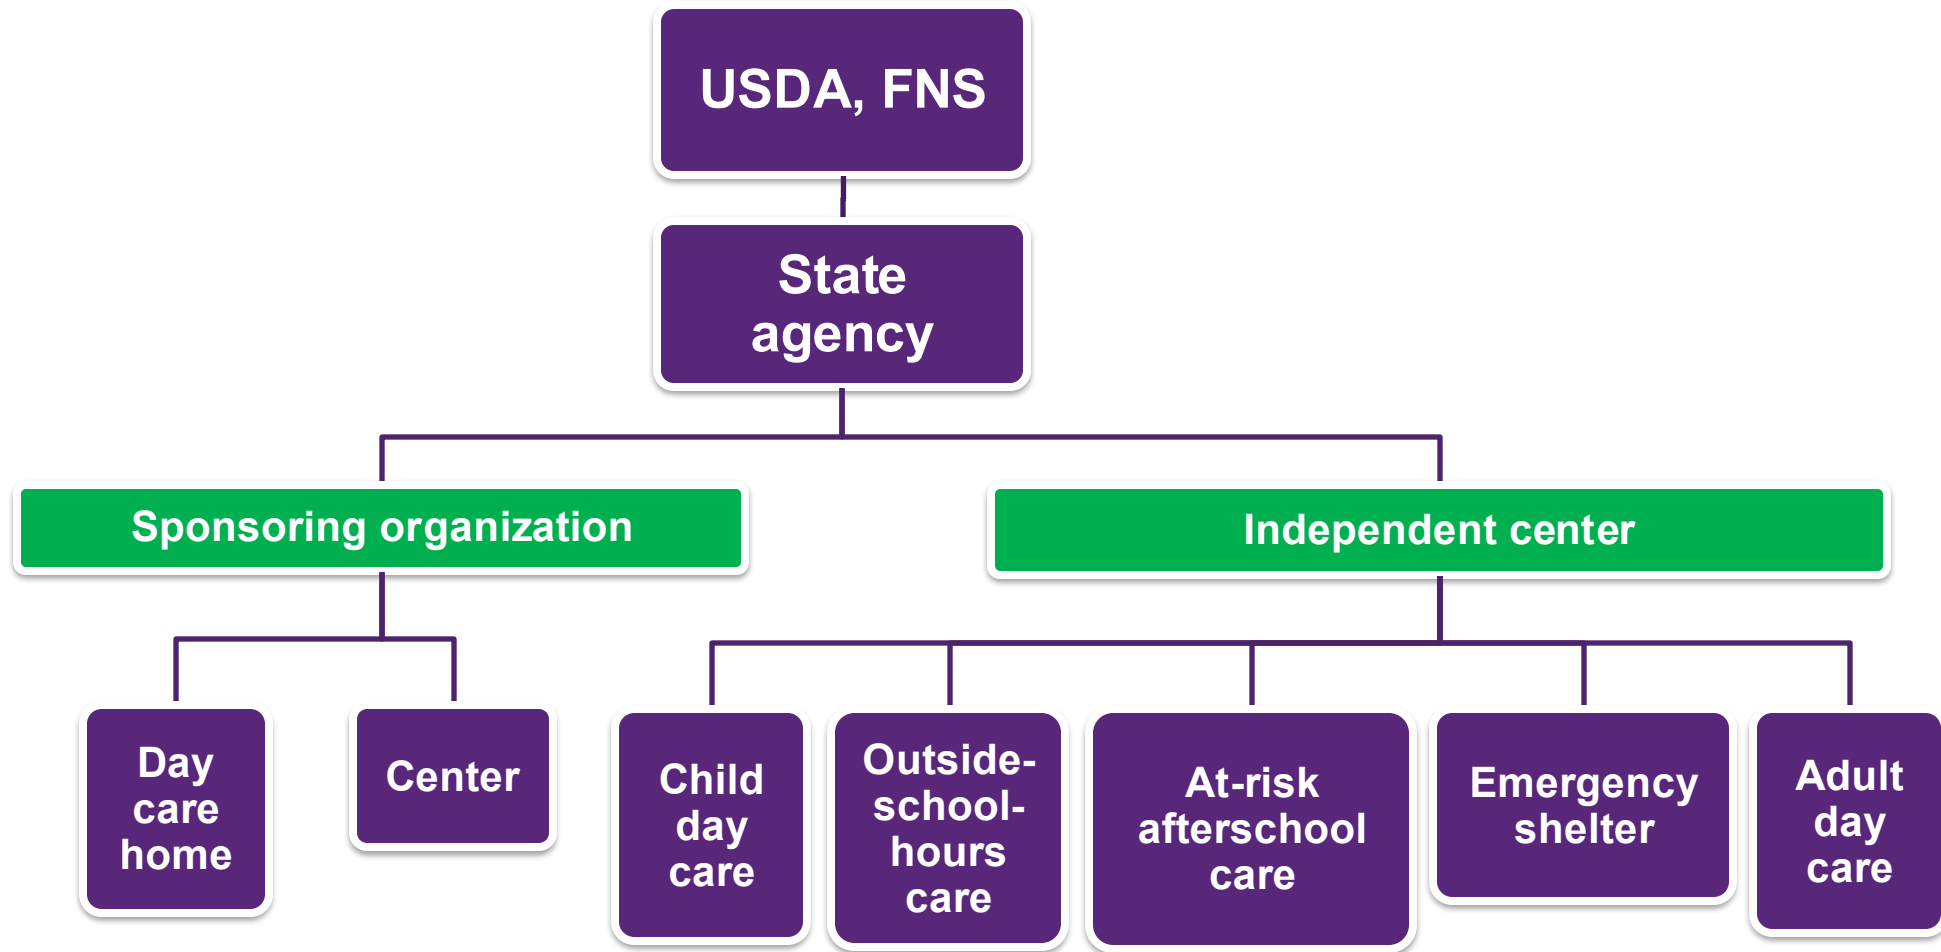 USDA, FNS
State
agency
Sponsoring organization
Independent center
Day
care
home
Center
Child
day
care
Outside-
school-
hours
care
At-risk
afterschool
care
Emergency
shelter
Adult
day
care